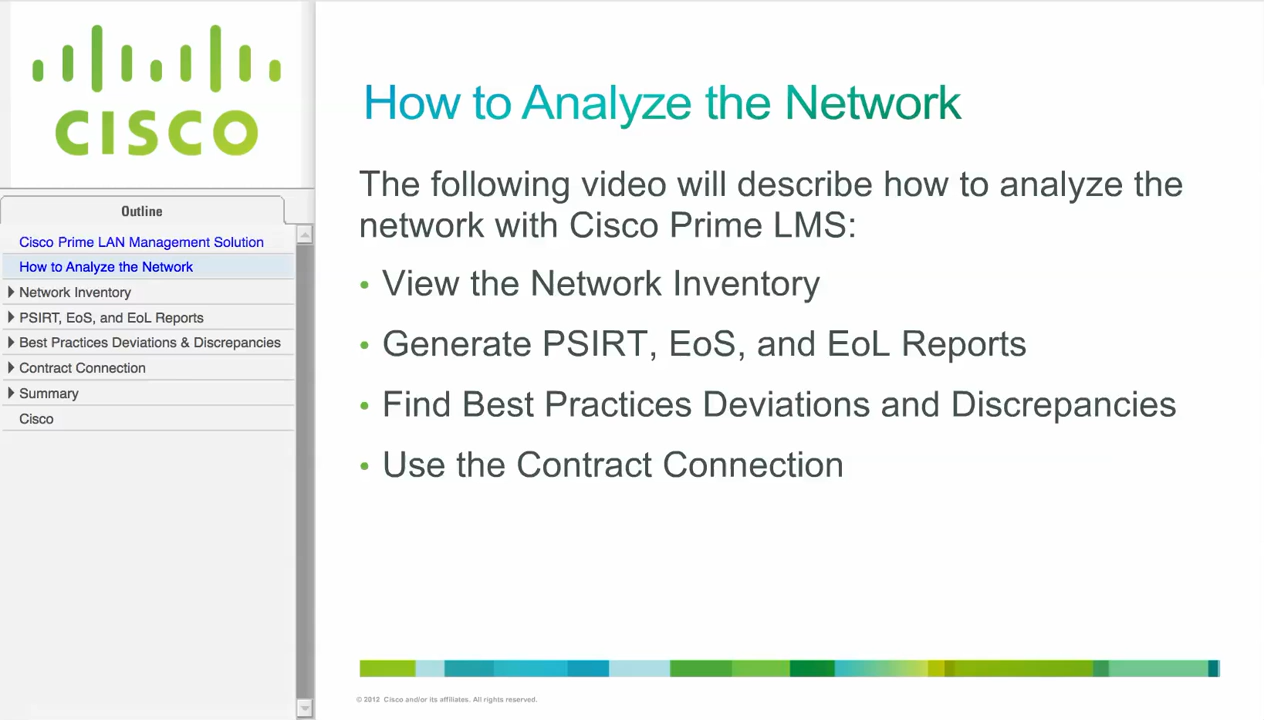 CISCO
Outline
Cisco Prime LAN Management Solution
How to Analyze the Network
Network Inventory
PSIRT, EoS, and EoL Reports
Best Practices Deviations & Discrepancies
Contract Connection
Summary
Cisco
How to Analyze the Network
The following video will describe how to analyze the
network with Cisco Prime LMS:
• View the Network Inventory
• Generate PSIRT, EoS, and EoL Reports
• Find Best Practices Deviations and Discrepancies
• Use the Contract Connection
© 2012 Cisco and/or its affiliates. All rights reserved.